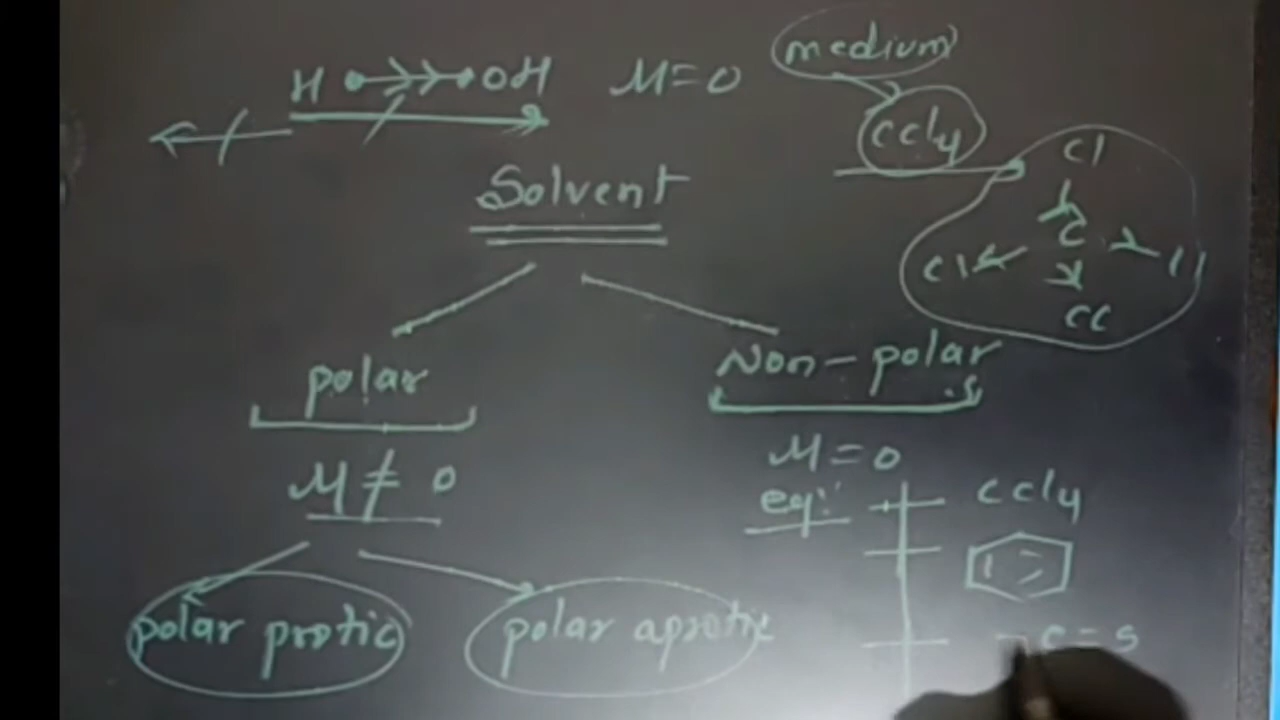 H OH M=0
medium
CCl4
Cl
C
Cl Cl
Cl
Solvent
polar Non-polar
M ≠ 0 M = 0
eg: CCl4
= C = S
polar protic polar aprotic